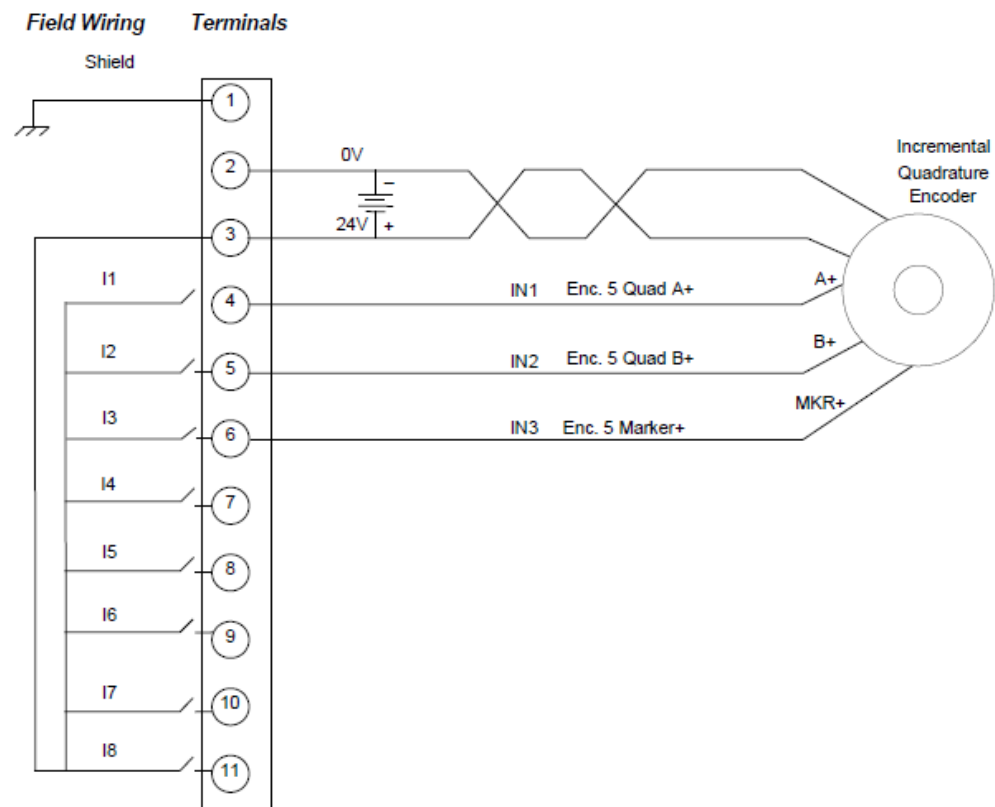 Field Wiring Terminals
Shield
1
2
0V
−
24V +
3
Incremental
Quadrature
Encoder
I1
4
IN1 Enc. 5 Quad A+
A+
I2
5
IN2 Enc. 5 Quad B+
B+
I3
6
IN3 Enc. 5 Marker+
MKR+
I4
7
I5
8
I6
9
I7
10
I8
11